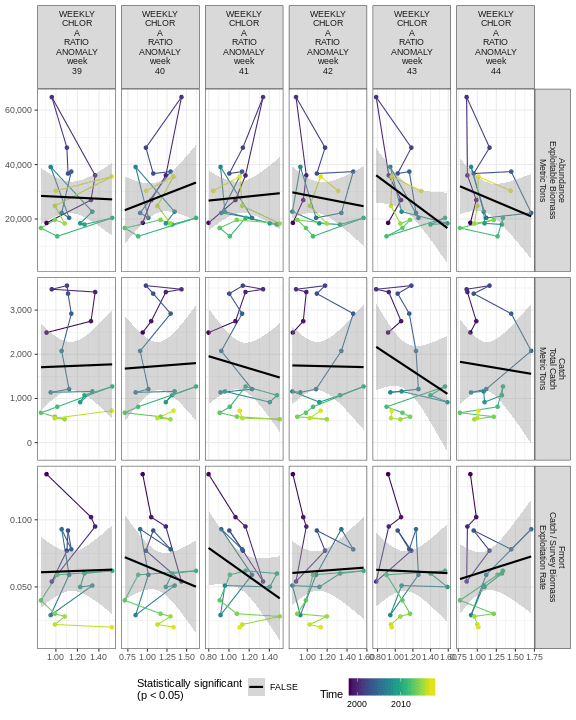 WEEKLY WEEKLY WEEKLY WEEKLY WEEKLY WEEKLY
CHLOR CHLOR CHLOR CHLOR CHLOR CHLOR
A A A A A A
RATIO RATIO RATIO RATIO RATIO RATIO
ANOMALY ANOMALY ANOMALY ANOMALY ANOMALY ANOMALY
week week week week week week
39 40 41 42 43 44
60,000
40,000
20,000
Abundance
Exploitable Biomass
Metric Tons
3,000
2,000
1,000
0
Catch
Total Catch
Metric Tons
0.100
0.050
Fmort
Catch / Survey Biomass
Exploitation Rate
1.00 1.20 1.40 0.75 1.00 1.25 1.50 0.80 1.00 1.20 1.40 0.80 1.00 1.20 1.40 1.60 0.80 1.00 1.20 1.40 1.60 0.75 1.00 1.25 1.50 1.75
Statistically significant
(p < 0.05)
FALSE
Time
2000 2010